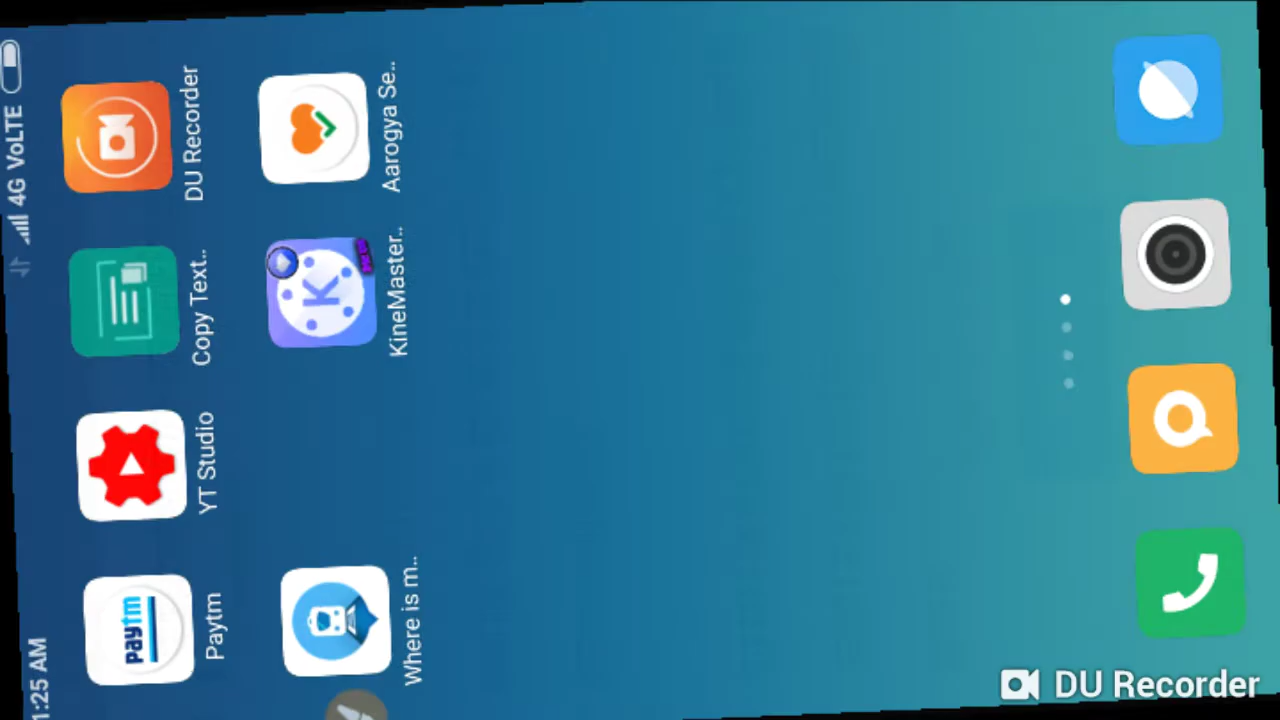 1:25 AM
4G VoLTE
Paytm
YT Studio
Copy Text..
DU Recorder
Where is m..
KineMaster..
Aarogya Se..
paytm
K
DU Recorder